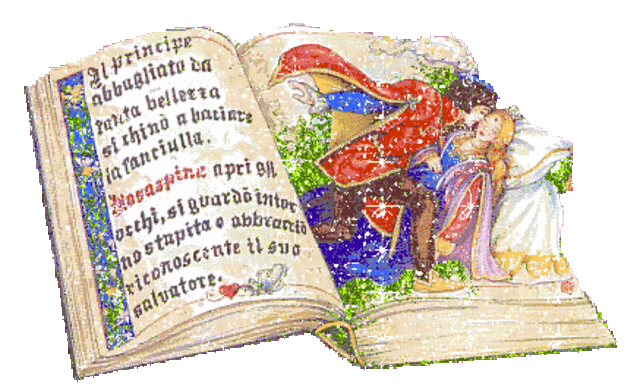 Il principe
abbagliato da
tanta bellezza
si chinò a baciare
la fanciulla.
Rosaspina aprì gli
occhi, si guardò intor
no stupita e abbracciò
riconoscente il suo
salvatore.